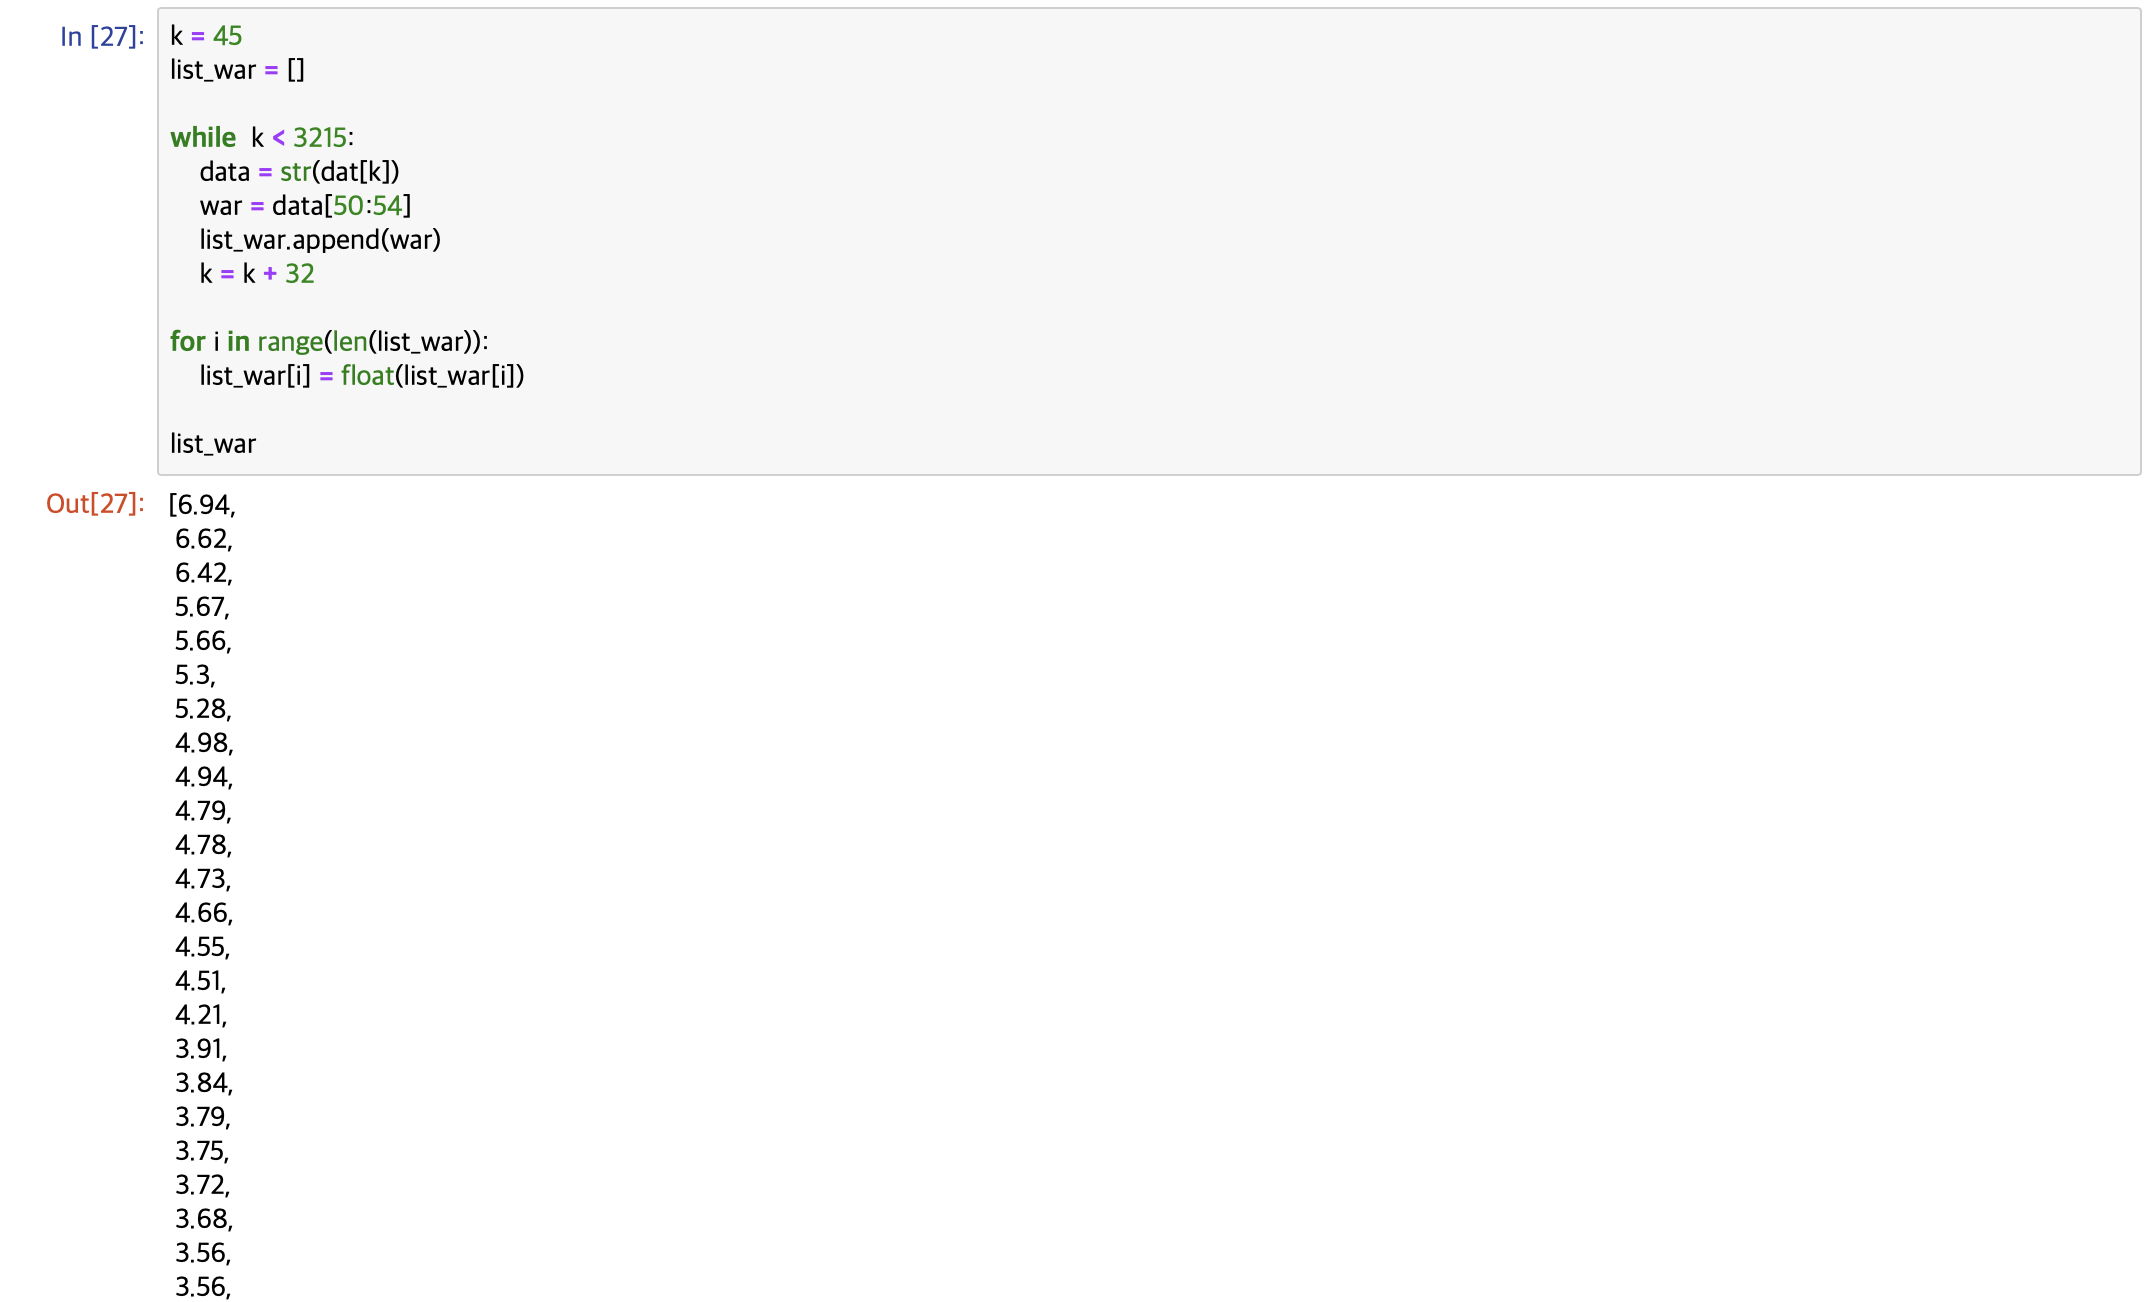 In [27]: k = 45
list_war = []
while k < 3215:
data = str(dat[k])
war = data[50:54]
list_war.append(war)
k = k + 32
for i in range(len(list_war)):
list_war[i] = float(list_war[i])
list_war
Out[27]: [6.94,
6.62,
6.42,
5.67,
5.66,
5.3,
5.28,
4.98,
4.94,
4.79,
4.78,
4.73,
4.66,
4.55,
4.51,
4.21,
3.91,
3.84,
3.79,
3.75,
3.72,
3.68,
3.56,
3.56,